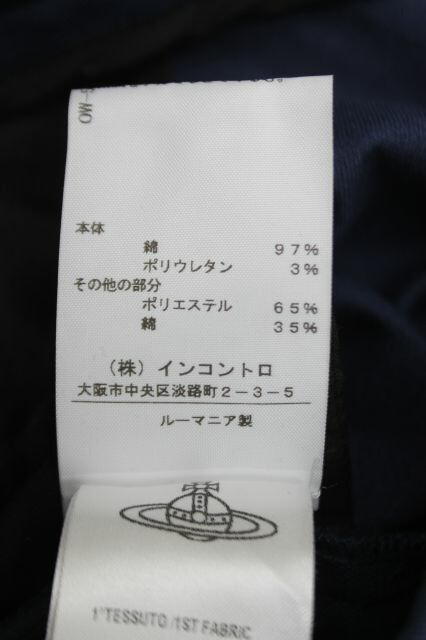 本体
綿 97%
ポリウレタン 3%
その他の部分
ポリエステル 65%
綿 35%
(株) インコントロ
大阪市中央区淡路町2-3-5
ルーマニア製
1°TESSUTO /1ST FABRIC